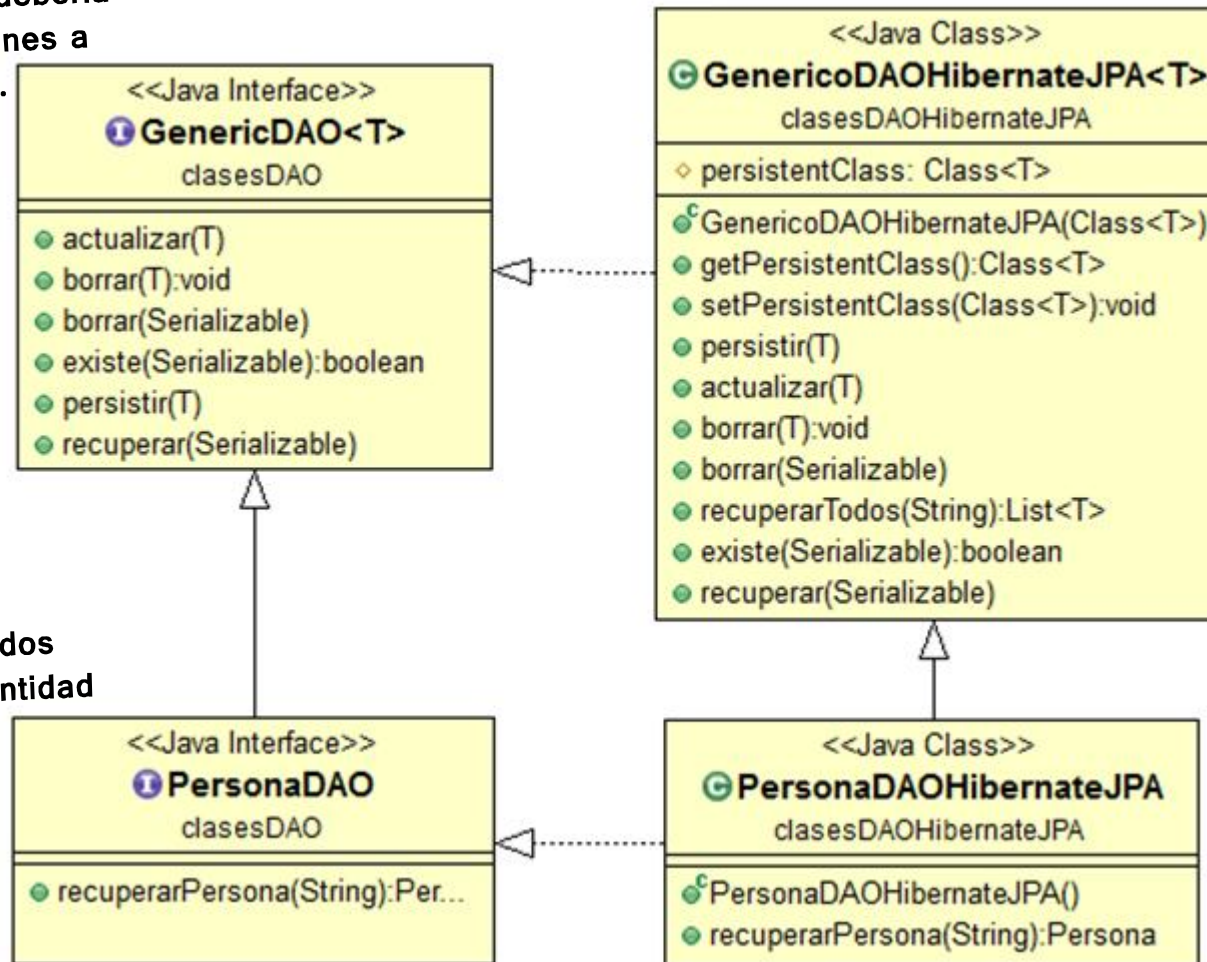 nes a
.
<<Java Interface>>
GenericDAO<T>
clasesDAO
actualizar(T)
borrar(T):void
borrar(Serializable)
existe(Serializable):boolean
persistir(T)
recuperar(Serializable)
<<Java Class>>
GenericoDAOHibernateJPA<T>
clasesDAOHibernateJPA
persistentClass: Class<T>
GenericoDAOHibernateJPA(Class<T>)
getPersistentClass():Class<T>
setPersistentClass(Class<T>):void
persistir(T)
actualizar(T)
borrar(T):void
borrar(Serializable)
recuperarTodos(String):List<T>
existe(Serializable):boolean
recuperar(Serializable)
dos
ntidad
<<Java Interface>>
PersonaDAO
clasesDAO
recuperarPersona(String):Per...
<<Java Class>>
PersonaDAOHibernateJPA
clasesDAOHibernateJPA
PersonaDAOHibernateJPA()
recuperarPersona(String):Persona